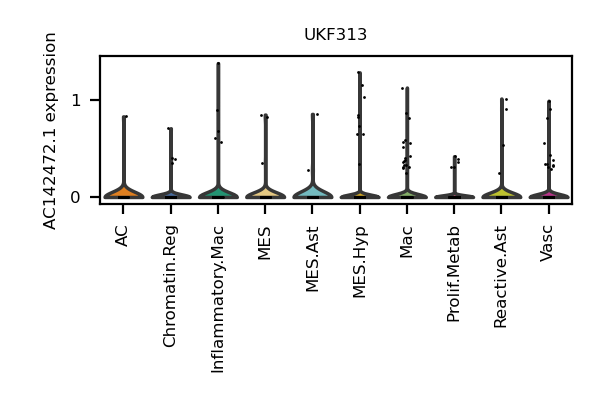 UKF313
AC142472.1 expression
1
0
AC
Chromatin.Reg
Inflammatory.Mac
MES
MES.Ast
MES.Hyp
Mac
Prolif.Metab
Reactive.Ast
Vasc